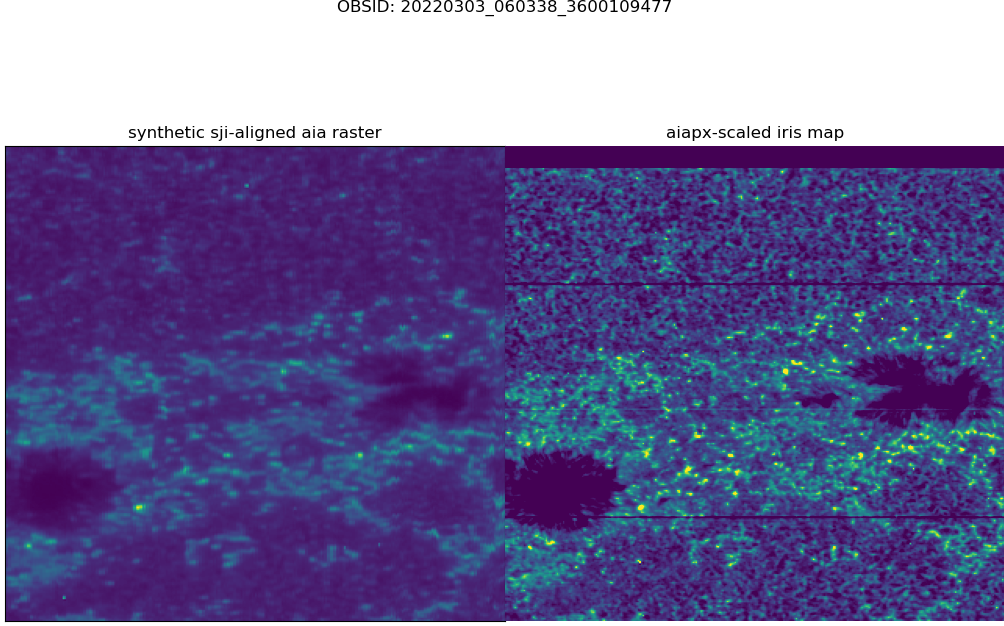 OBSID: 20220303_060338_3600109477
synthetic sji-aligned aia raster
aiapx-scaled iris map